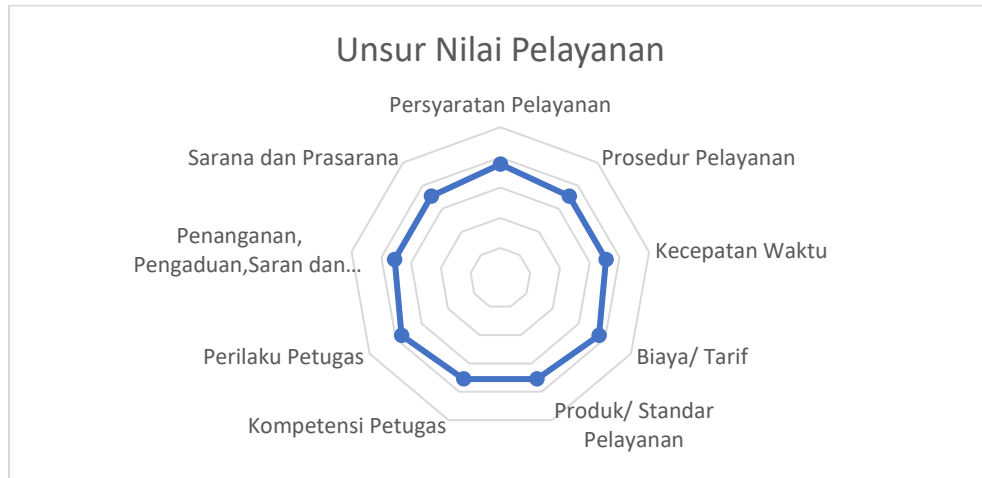 Unsur Nilai Pelayanan
Persyaratan Pelayanan
Prosedur Pelayanan
Kecepatan Waktu
Biaya/ Tarif
Produk/ Standar
Pelayanan
Kompetensi Petugas
Perilaku Petugas
Penanganan,
Pengaduan,Saran dan...
Sarana dan Prasarana